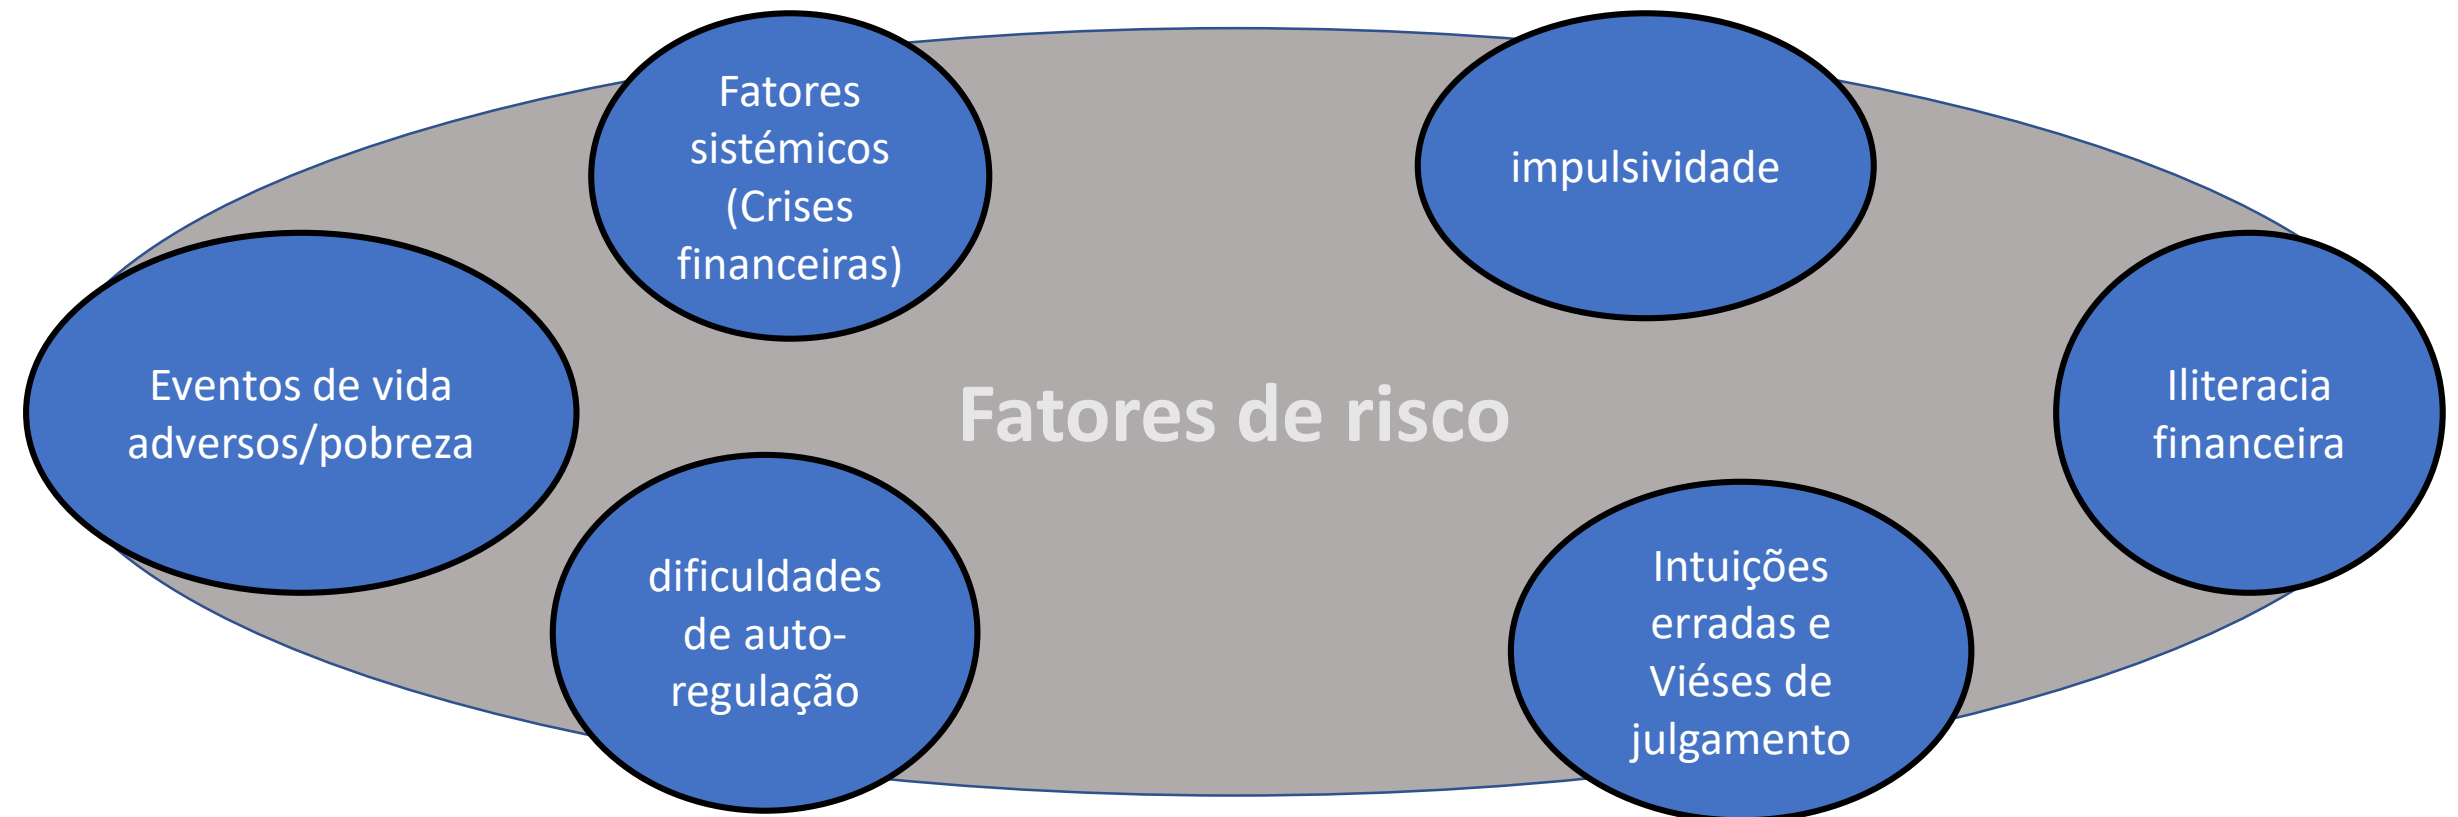 Fatores
sistémicos
(Crises
financeiras)
impulsividade
Eventos de vida
adversos/pobreza
Fatores de risco
Iliteracia
financeira
dificuldades
de auto-
regulação
Intuições
erradas e
Viéses de
julgamento